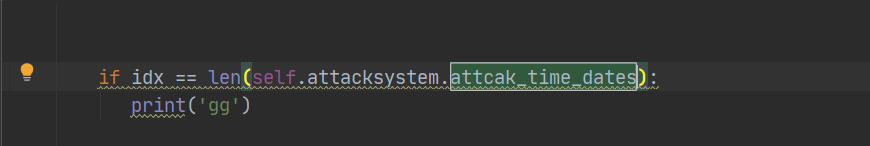 if idx == len(self.attacksystem.attcak_time_dates):
print('gg')